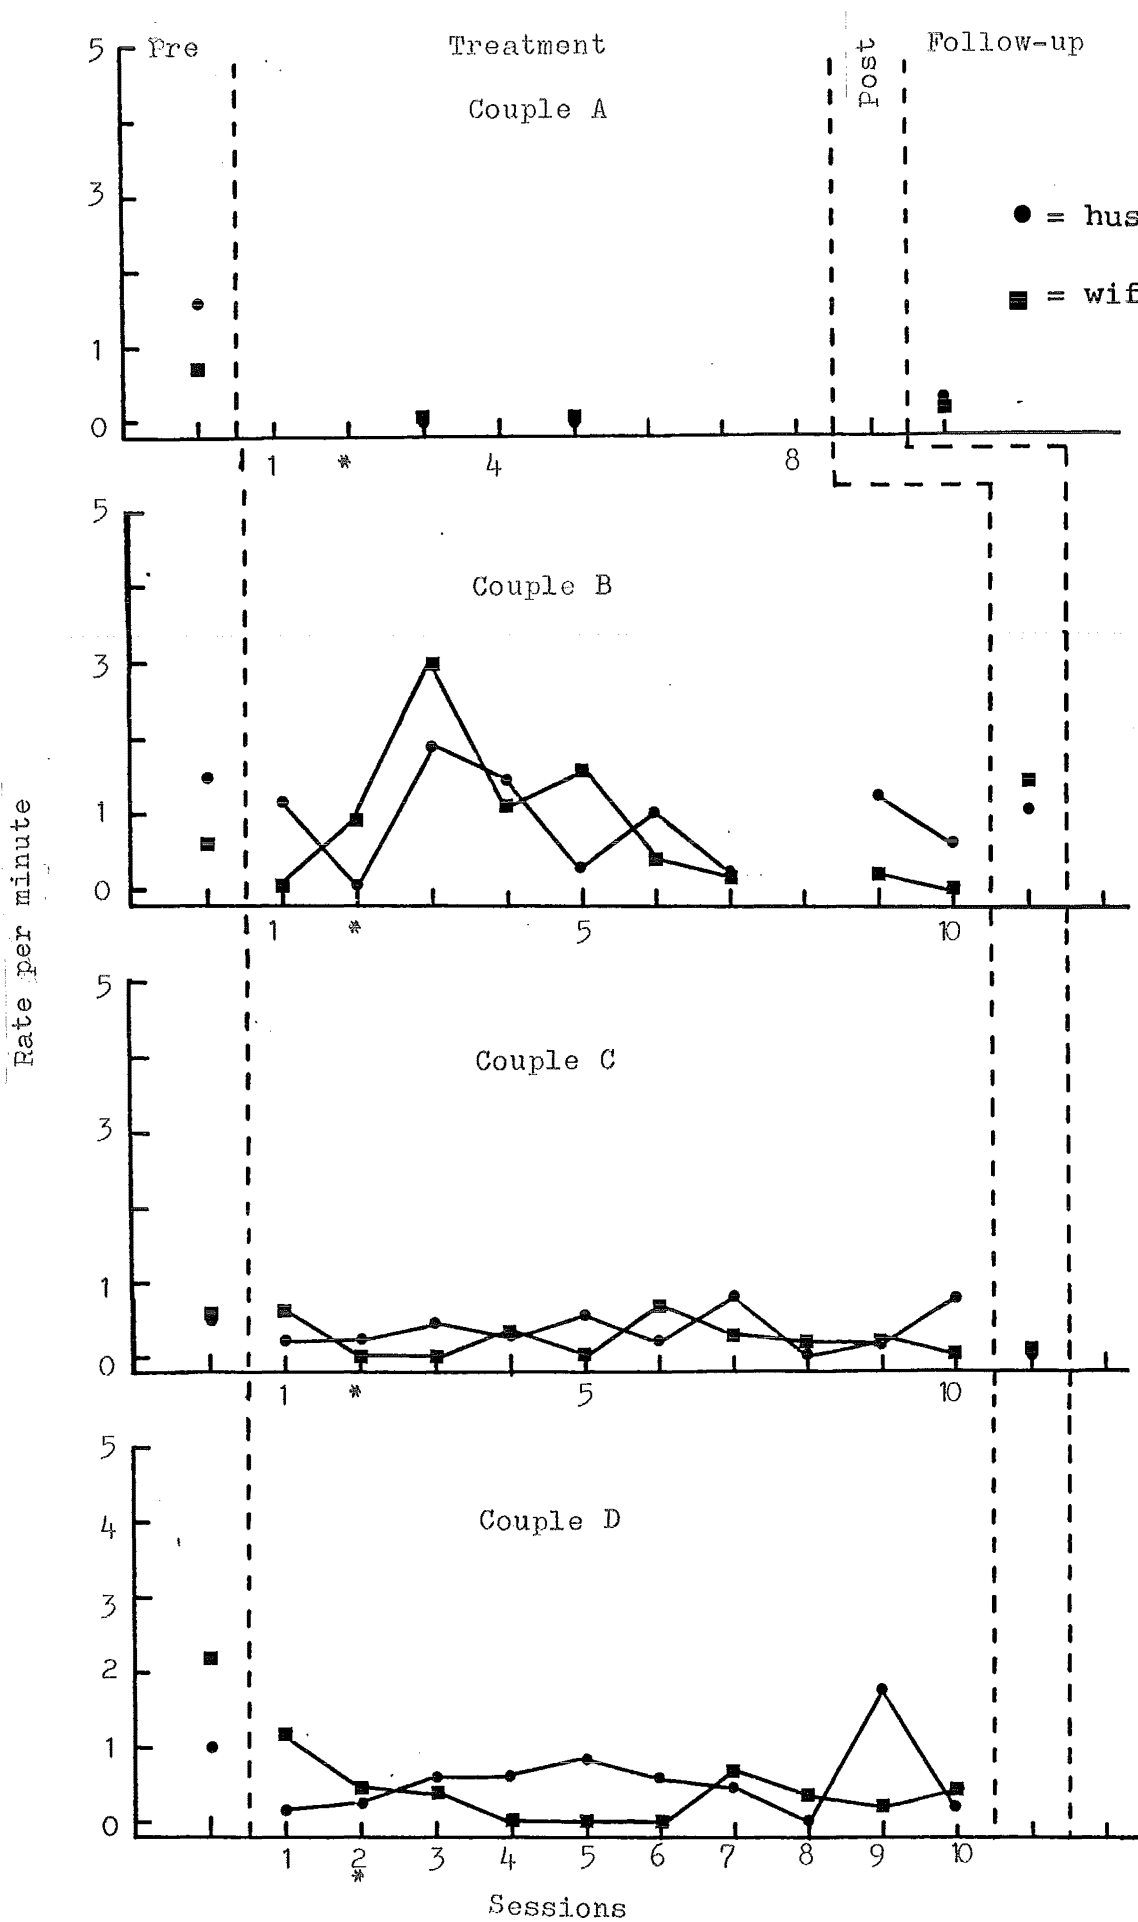 Pre Treatment Post Follow-up
Couple A
5
3
● = hus
■ = wif
1
0
1 * 4 8
5
Couple B
3
1
0
1 * 5 10
Rate per minute
5
Couple C
3
1
0
1 * 5 10
5
4
Couple D
3
2
1
0
1 2 3 4 5 6 7 8 9 10
*
Sessions